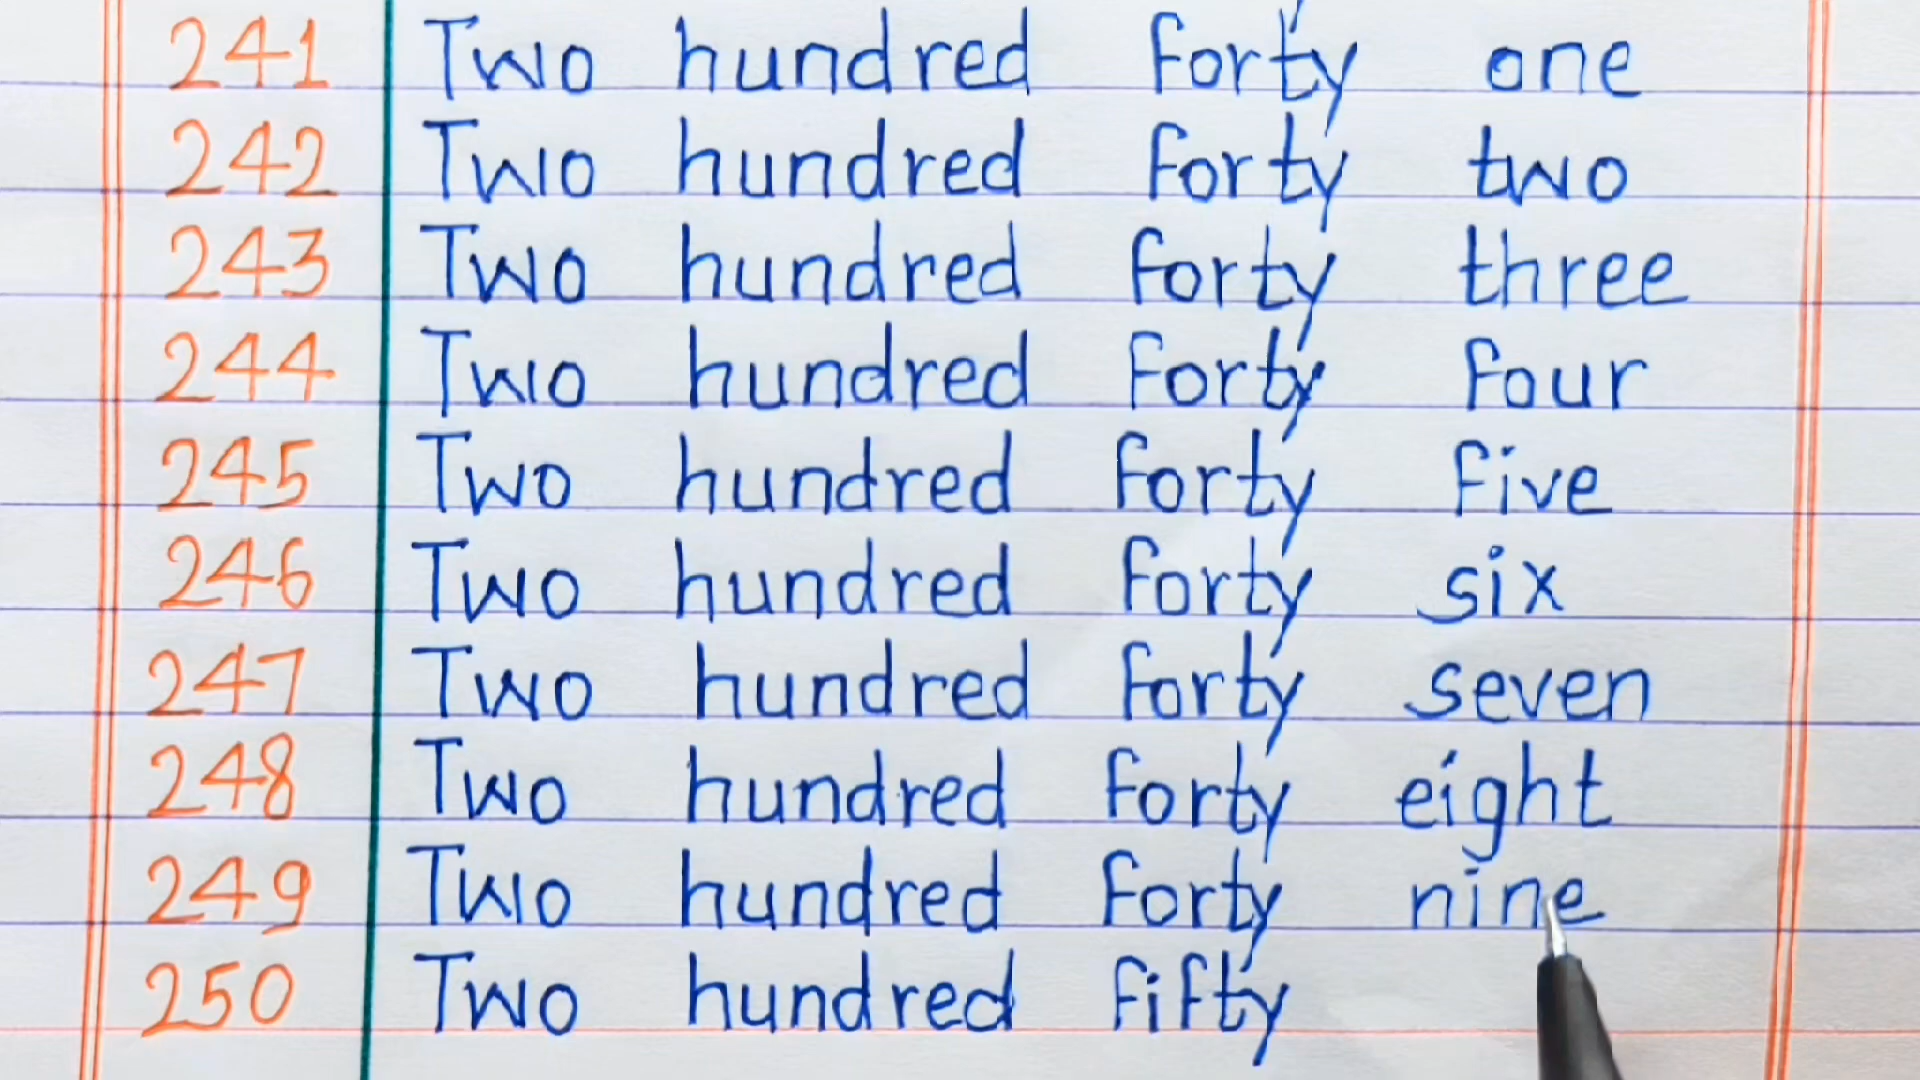 241 Two hundred forty one
242 Two hundred forty two
243 Two hundred forty three
244 Two hundred forty four
245 Two hundred forty five
246 Two hundred forty six
247 Two hundred forty seven
248 Two hundred forty eight
249 Two hundred forty nine
250 Two hundred fifty